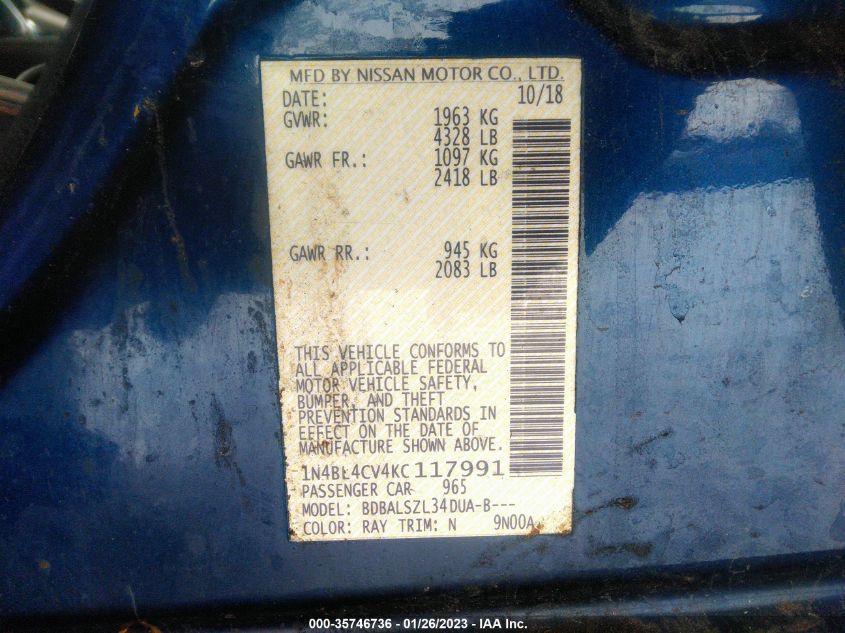 MFD BY NISSAN MOTOR CO., LTD.
DATE: 10/18
GVWR: 1963 KG
4328 LB
GAWR FR.: 1097 KG
2418 LB
GAWR RR.: 945 KG
2083 LB
THIS VEHICLE CONFORMS TO
ALL APPLICABLE FEDERAL
MOTOR VEHICLE SAFETY,
BUMPER, AND THEFT
PREVENTION STANDARDS IN
EFFECT ON THE DATE OF
MANUFACTURE SHOWN ABOVE.
1N4BL4CV4KC117991
PASSENGER CAR 965
MODEL: BDBALSZL34DUA-B---
COLOR: RAY TRIM: N 9N00A
000-35746736 - 01/26/2023 - IAA Inc.